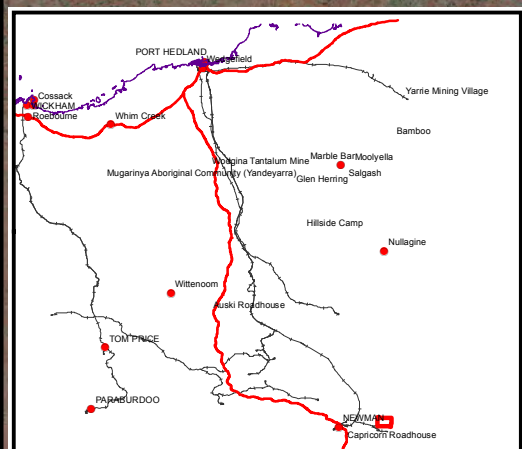 PORT HEDLAND
Wedgefield
Yarrie Mining Village
Cossack
WICKHAM
Roebourne
Whim Creek
Bamboo
Wodgina Tantalum Mine
Marble Bar
Moolyella
Mugarinya Aboriginal Community (Yandeyarra)
Salgash
Glen Herring
Hillside Camp
Nullagine
Wittenoom
Auski Roadhouse
TOM PRICE
PARABURDOO
NEWMAN
Capricorn Roadhouse